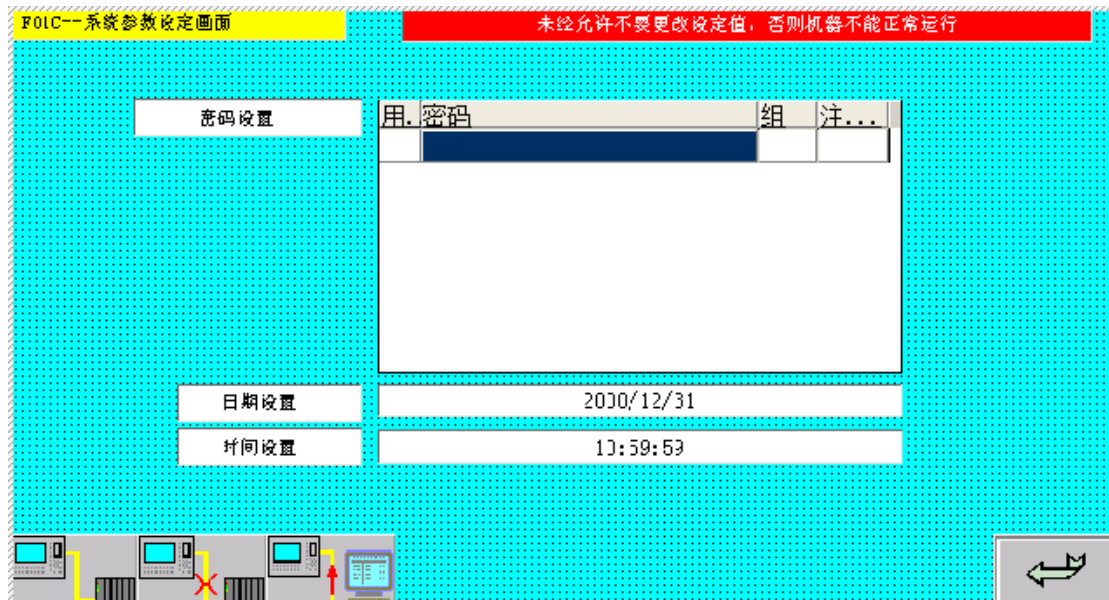 F01C--系统参数设定画面
未经允许不要更改设定值，否则机器不能正常运行
密码设置
用. 密码 组 注...
日期设置
2000/12/31
时间设置
10:59:59